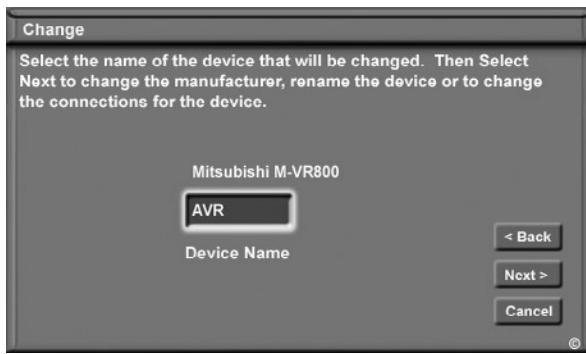 Change
Select the name of the device that will be changed. Then Select
Next to change the manufacturer, rename the device or to change
the connections for the device.
Mitsubishi M-VR800
AVR
Device Name
< Back
Next >
Cancel
©